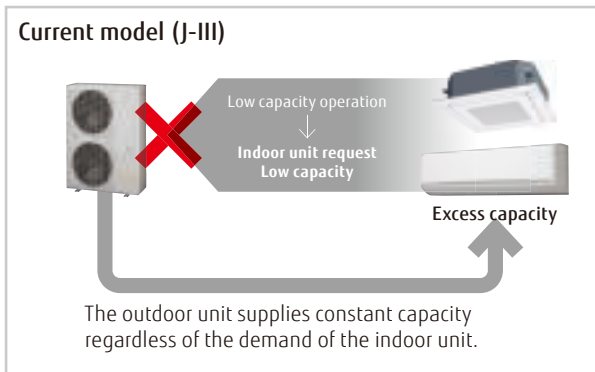 Current model (J-III)
Low capacity operation
Indoor unit request
Low capacity
Excess capacity
The outdoor unit supplies constant capacity
regardless of the demand of the indoor unit.